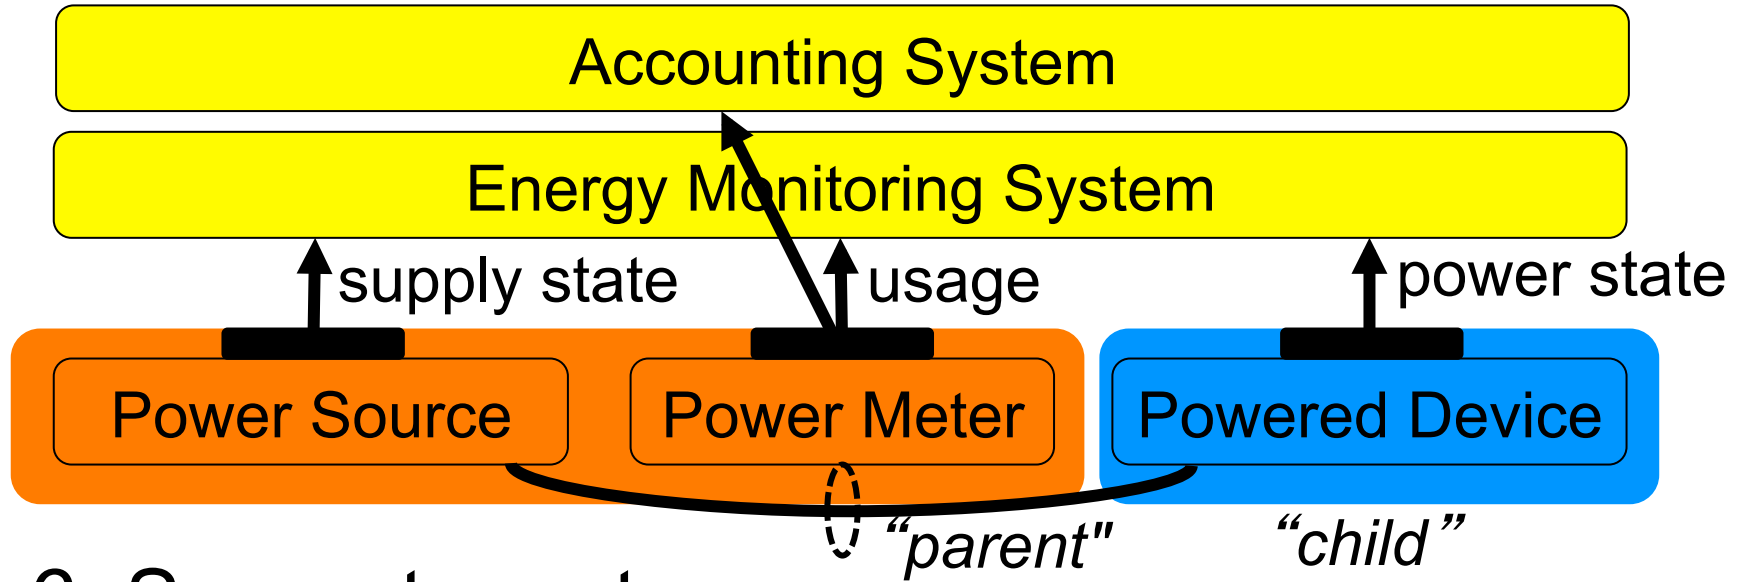 Accounting System
Energy Monitoring System
supply state
usage
power state
Power Source
Power Meter
Powered Device
“parent"
“child”